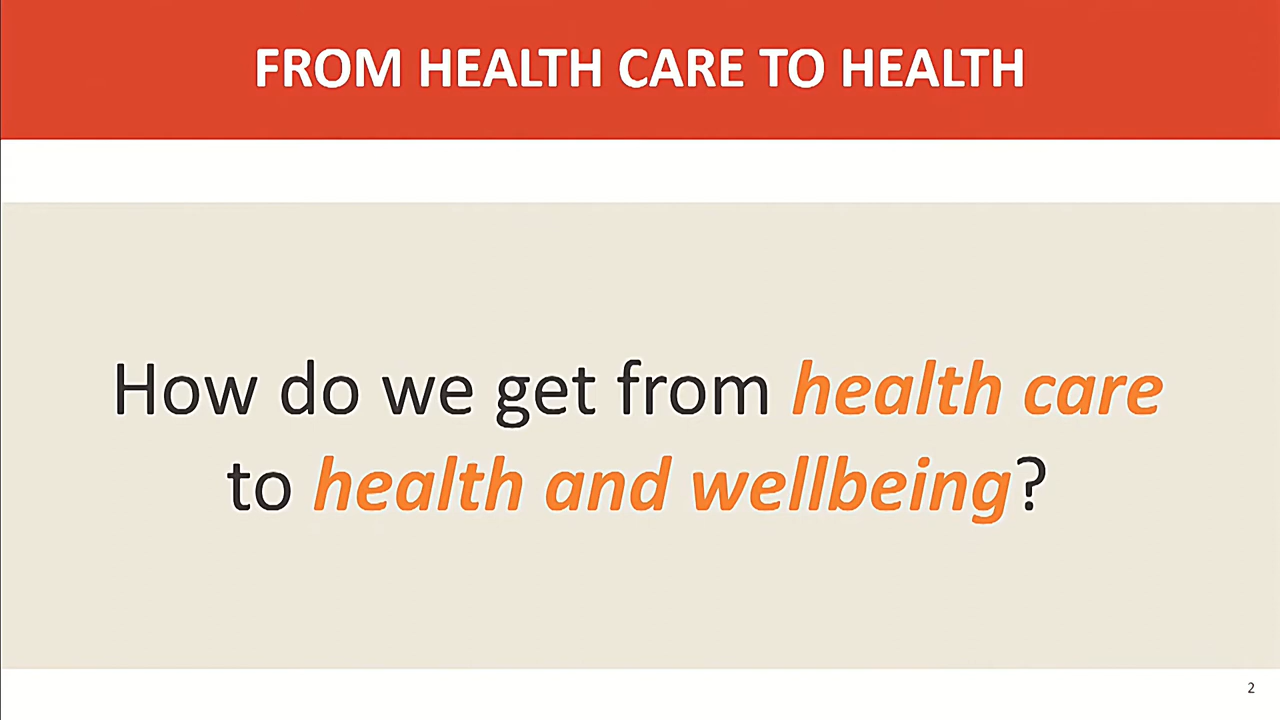 FROM HEALTH CARE TO HEALTH
How do we get from health care
to health and wellbeing?
2